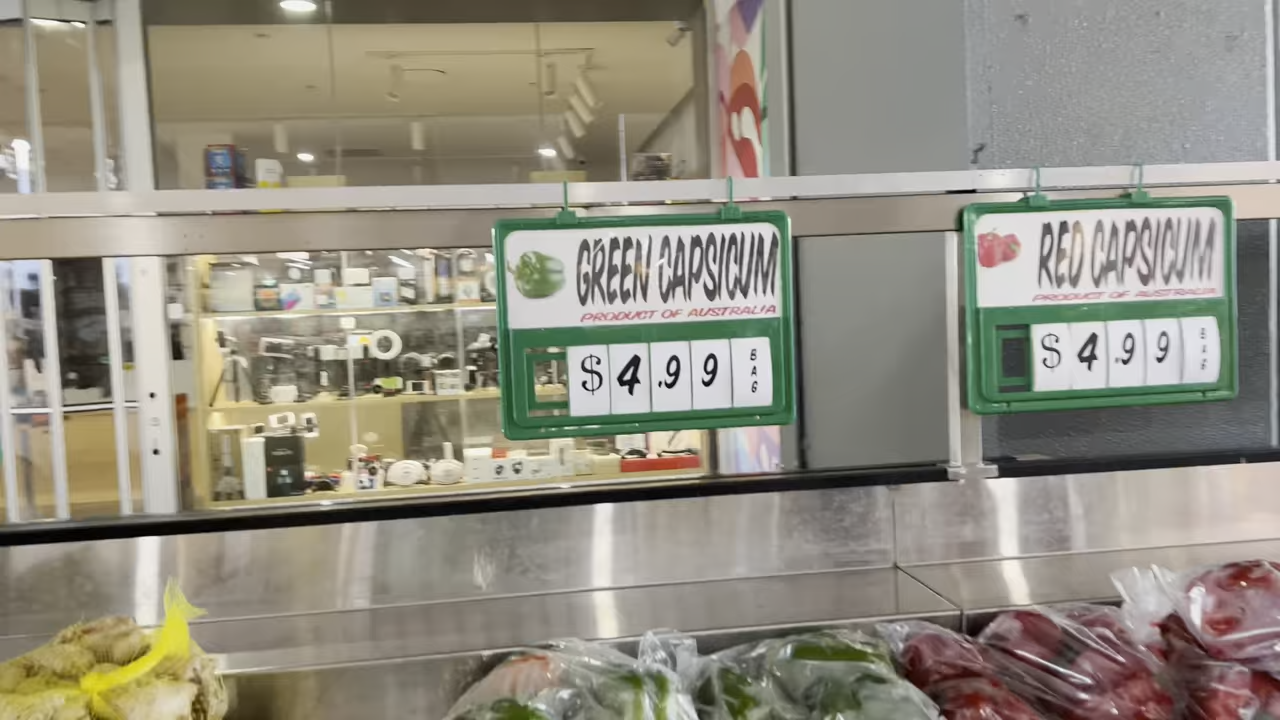 GREEN CAPSICUM
PRODUCT OF AUSTRALIA
$4.99 BAG
RED CAPSICUM
PRODUCT OF AUSTRALIA
$4.99 BAG